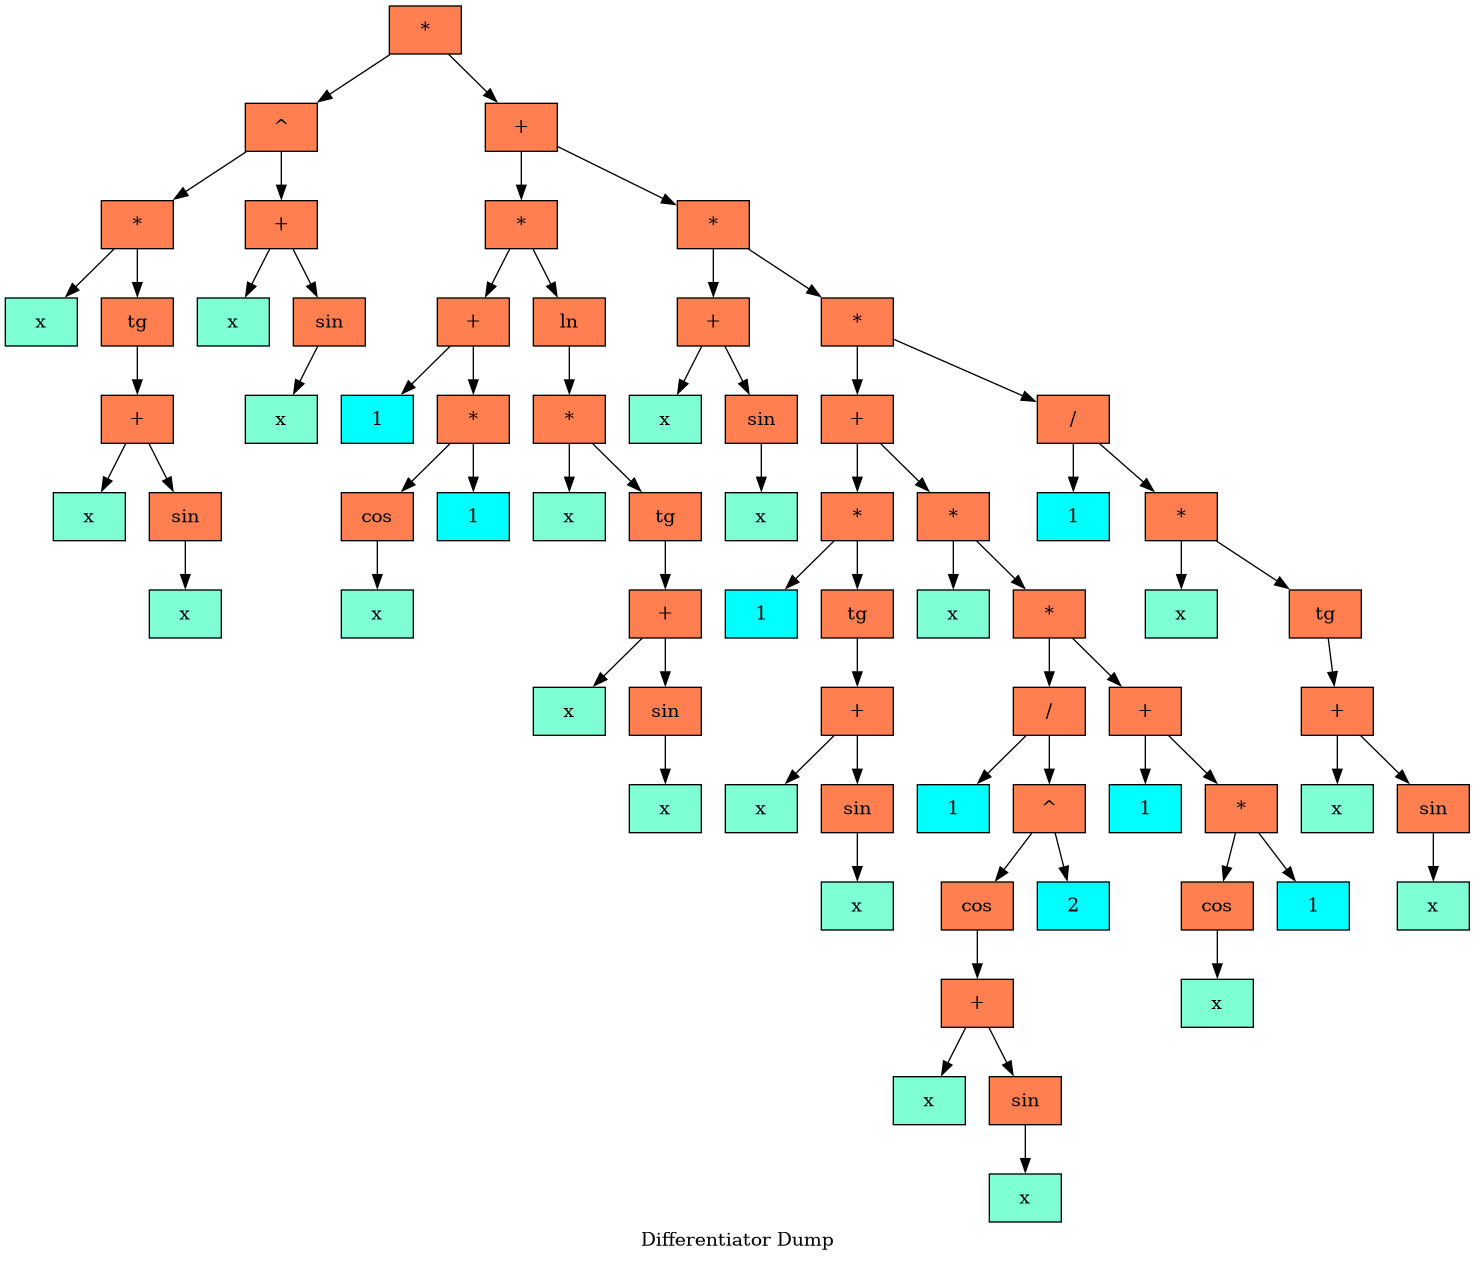 *
^ +
* + * *
x tg x sin + ln + *
+ x 1 * * x sin + /
x sin cos 1 x tg x * * 1 *
x x + 1 tg x * x tg
x sin + / + +
x x sin 1 ^ 1 * x sin
x cos 2 cos 1 x
+ x
x sin
x
Differentiator Dump